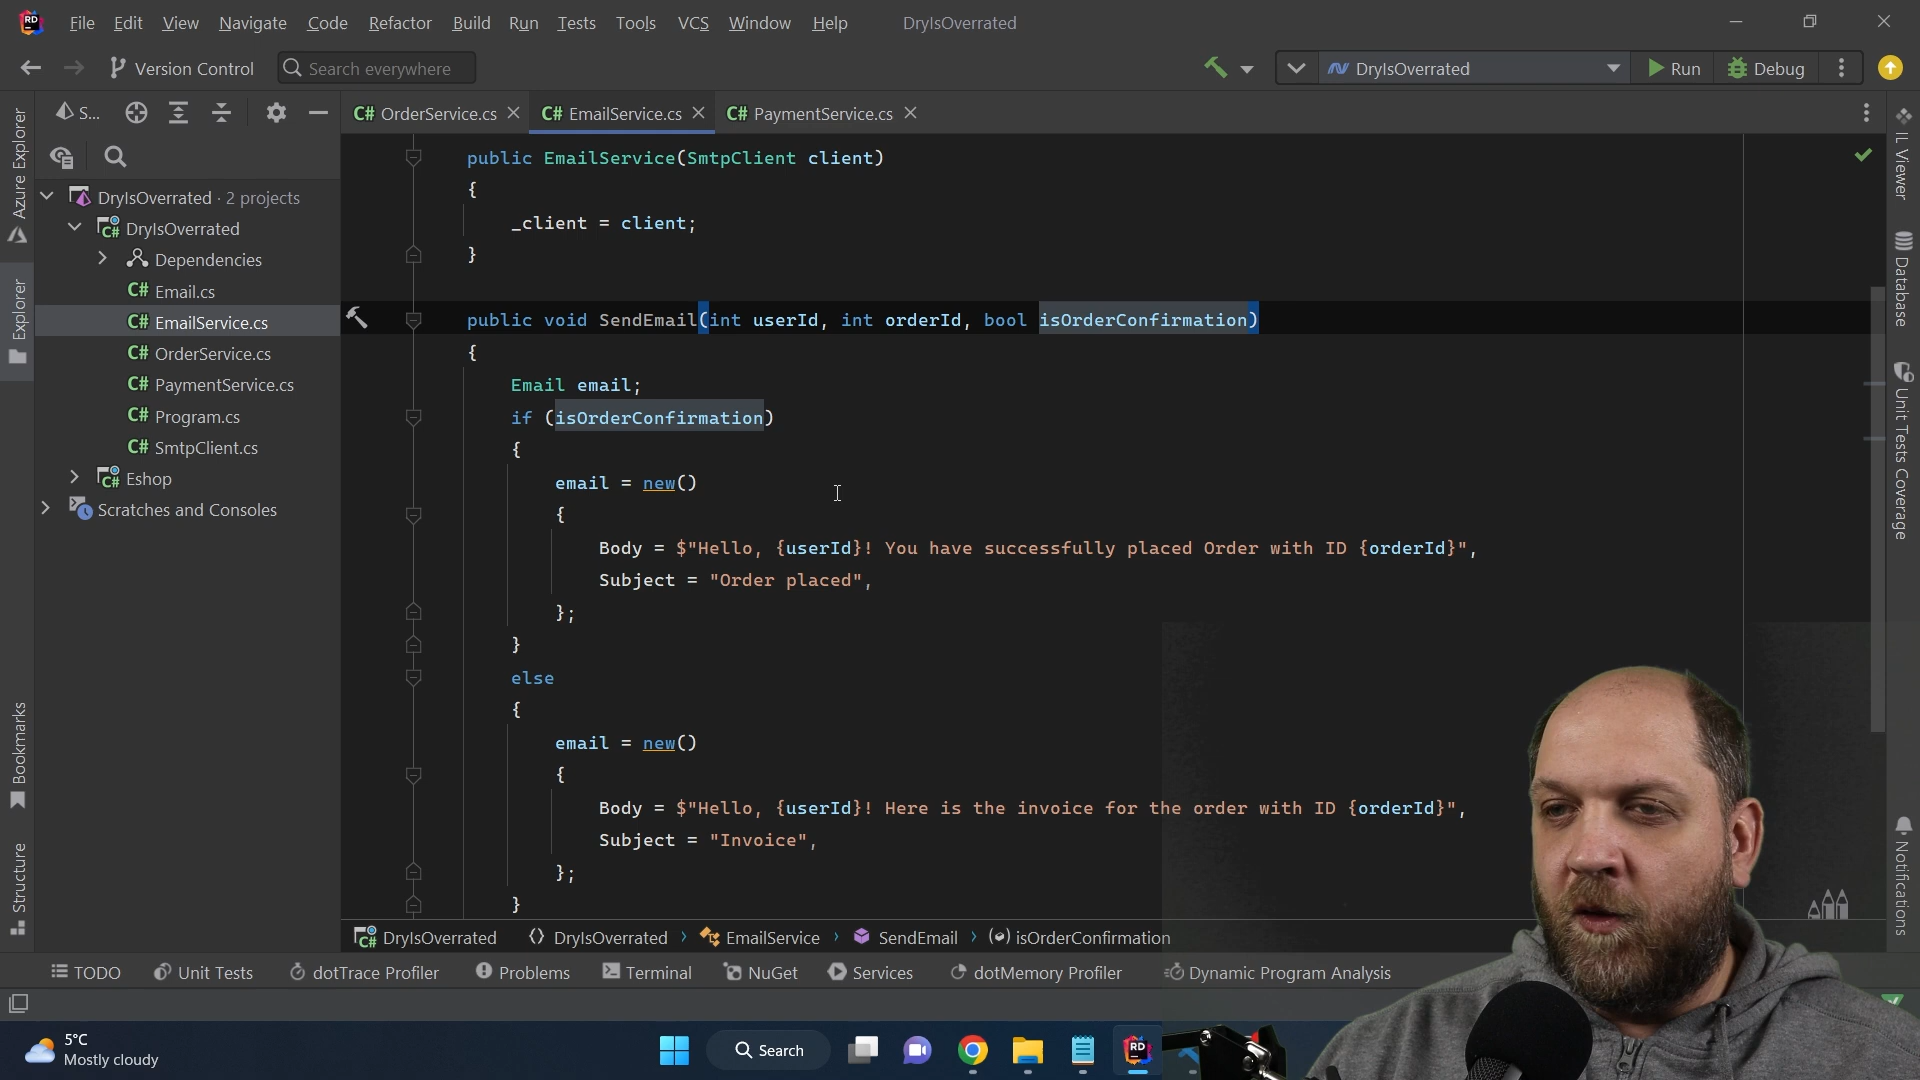 File Edit View Navigate Code Refactor Build Run Tests Tools VCS Window Help DryIsOverrated
Version Control Search everywhere DryIsOverrated Run Debug
S... C# OrderService.cs C# EmailService.cs C# PaymentService.cs
Azure Explorer
Explorer
Bookmarks
Structure
DryIsOverrated · 2 projects
DryIsOverrated
Dependencies
C# Email.cs
C# EmailService.cs
C# OrderService.cs
C# PaymentService.cs
C# Program.cs
C# SmtpClient.cs
Eshop
Scratches and Consoles
public EmailService(SmtpClient client)
{
_client = client;
}
public void SendEmail(int userId, int orderId, bool isOrderConfirmation)
{
Email email;
if (isOrderConfirmation)
{
email = new()
{
Body = $"Hello, {userId}! You have successfully placed Order with ID {orderId}",
Subject = "Order placed",
};
}
else
{
email = new()
{
Body = $"Hello, {userId}! Here is the invoice for the order with ID {orderId}",
Subject = "Invoice",
};
}
IL Viewer
Database
Unit Tests Coverage
Notifications
DryIsOverrated DryIsOverrated EmailService SendEmail isOrderConfirmation
TODO Unit Tests dotTrace Profiler Problems Terminal NuGet Services dotMemory Profiler Dynamic Program Analysis
5°C
Mostly cloudy
Search
RD